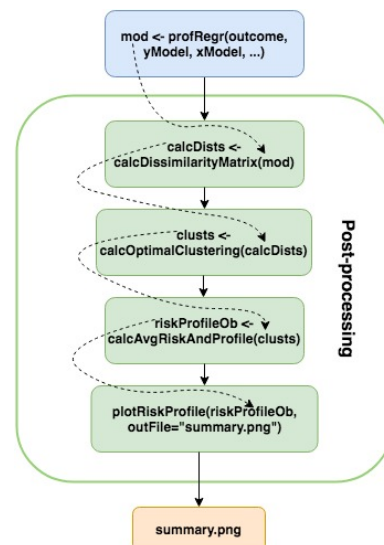 mod <- profRegr(outcome,
yModel, xModel, ...)
calcDists <-
calcDissimilarityMatrix(mod)
clusts <-
calcOptimalClustering(calcDists)
riskProfileOb <-
calcAvgRiskAndProfile(clusts)
plotRiskProfile(riskProfileOb,
outFile="summary.png")
Post-processing
summary.png